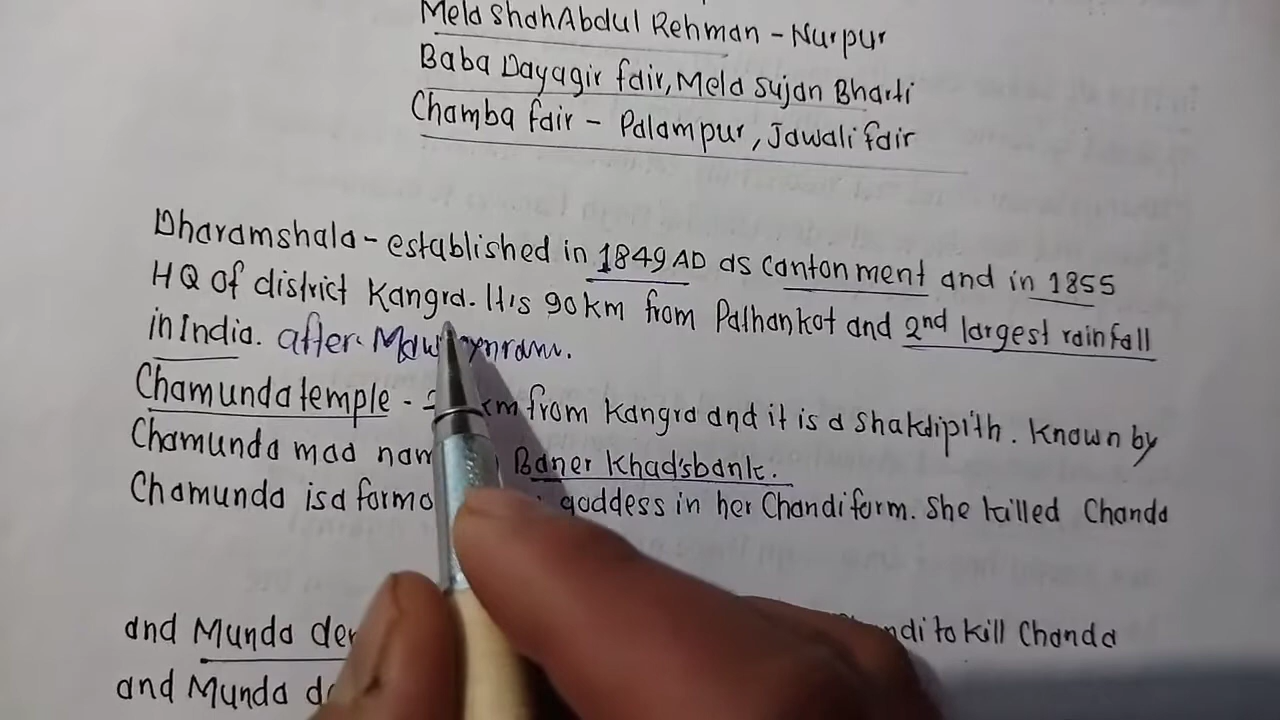 Mela Shah Abdul Rehman - Nurpur
Baba Dayagir fair, Mela Sujan Bharti
Chamba fair - Palampur, Jawali fair
Dharamshala - established in 1849 AD as cantonment and in 1855
HQ of district Kangra. It is 90 km from Pathankot and 2nd largest rainfall
in India. after
Chamunda temple - km from Kangra and it is a Shaktipith. Known by
Chamunda maa Baner Khad's bank.
Chamunda is a form goddess in her Chandi form. She killed Chanda
and Munda to kill Chanda
and Munda